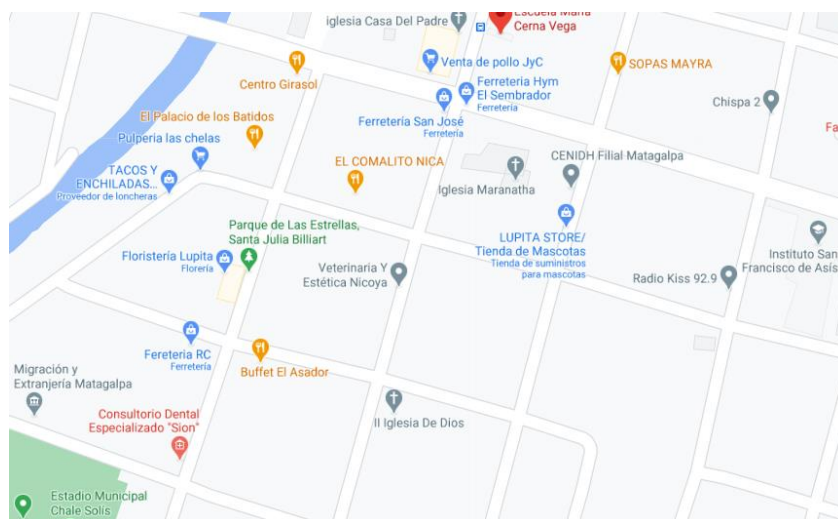 iglesia Casa Del Padre
Escuela María
Cerna Vega
Venta de pollo JyC
SOPAS MAYRA
Centro Girasol
Ferreteria Hym
El Sembrador
Ferretería
Chispa 2
El Palacio de los Batidos
Ferretería San José
Ferretería
Fa
Pulperia las chelas
EL COMALITO NICA
CENIDH Filial Matagalpa
TACOS Y
ENCHILADAS...
Proveedor de loncheras
Iglesia Maranatha
Parque de Las Estrellas,
Santa Julia Billiart
LUPITA STORE/
Tienda de Mascotas
Tienda de suministros
para mascotas
Floristería Lupita
Florería
Instituto San
Francisco de Asís
Veterinaria Y
Estética Nicoya
Radio Kiss 92.9
Fereteria RC
Ferretería
Buffet El Asador
Migración y
Extranjería Matagalpa
Consultorio Dental
Especializado "Sion"
II Iglesia De Dios
Estadio Municipal
Chale Solis